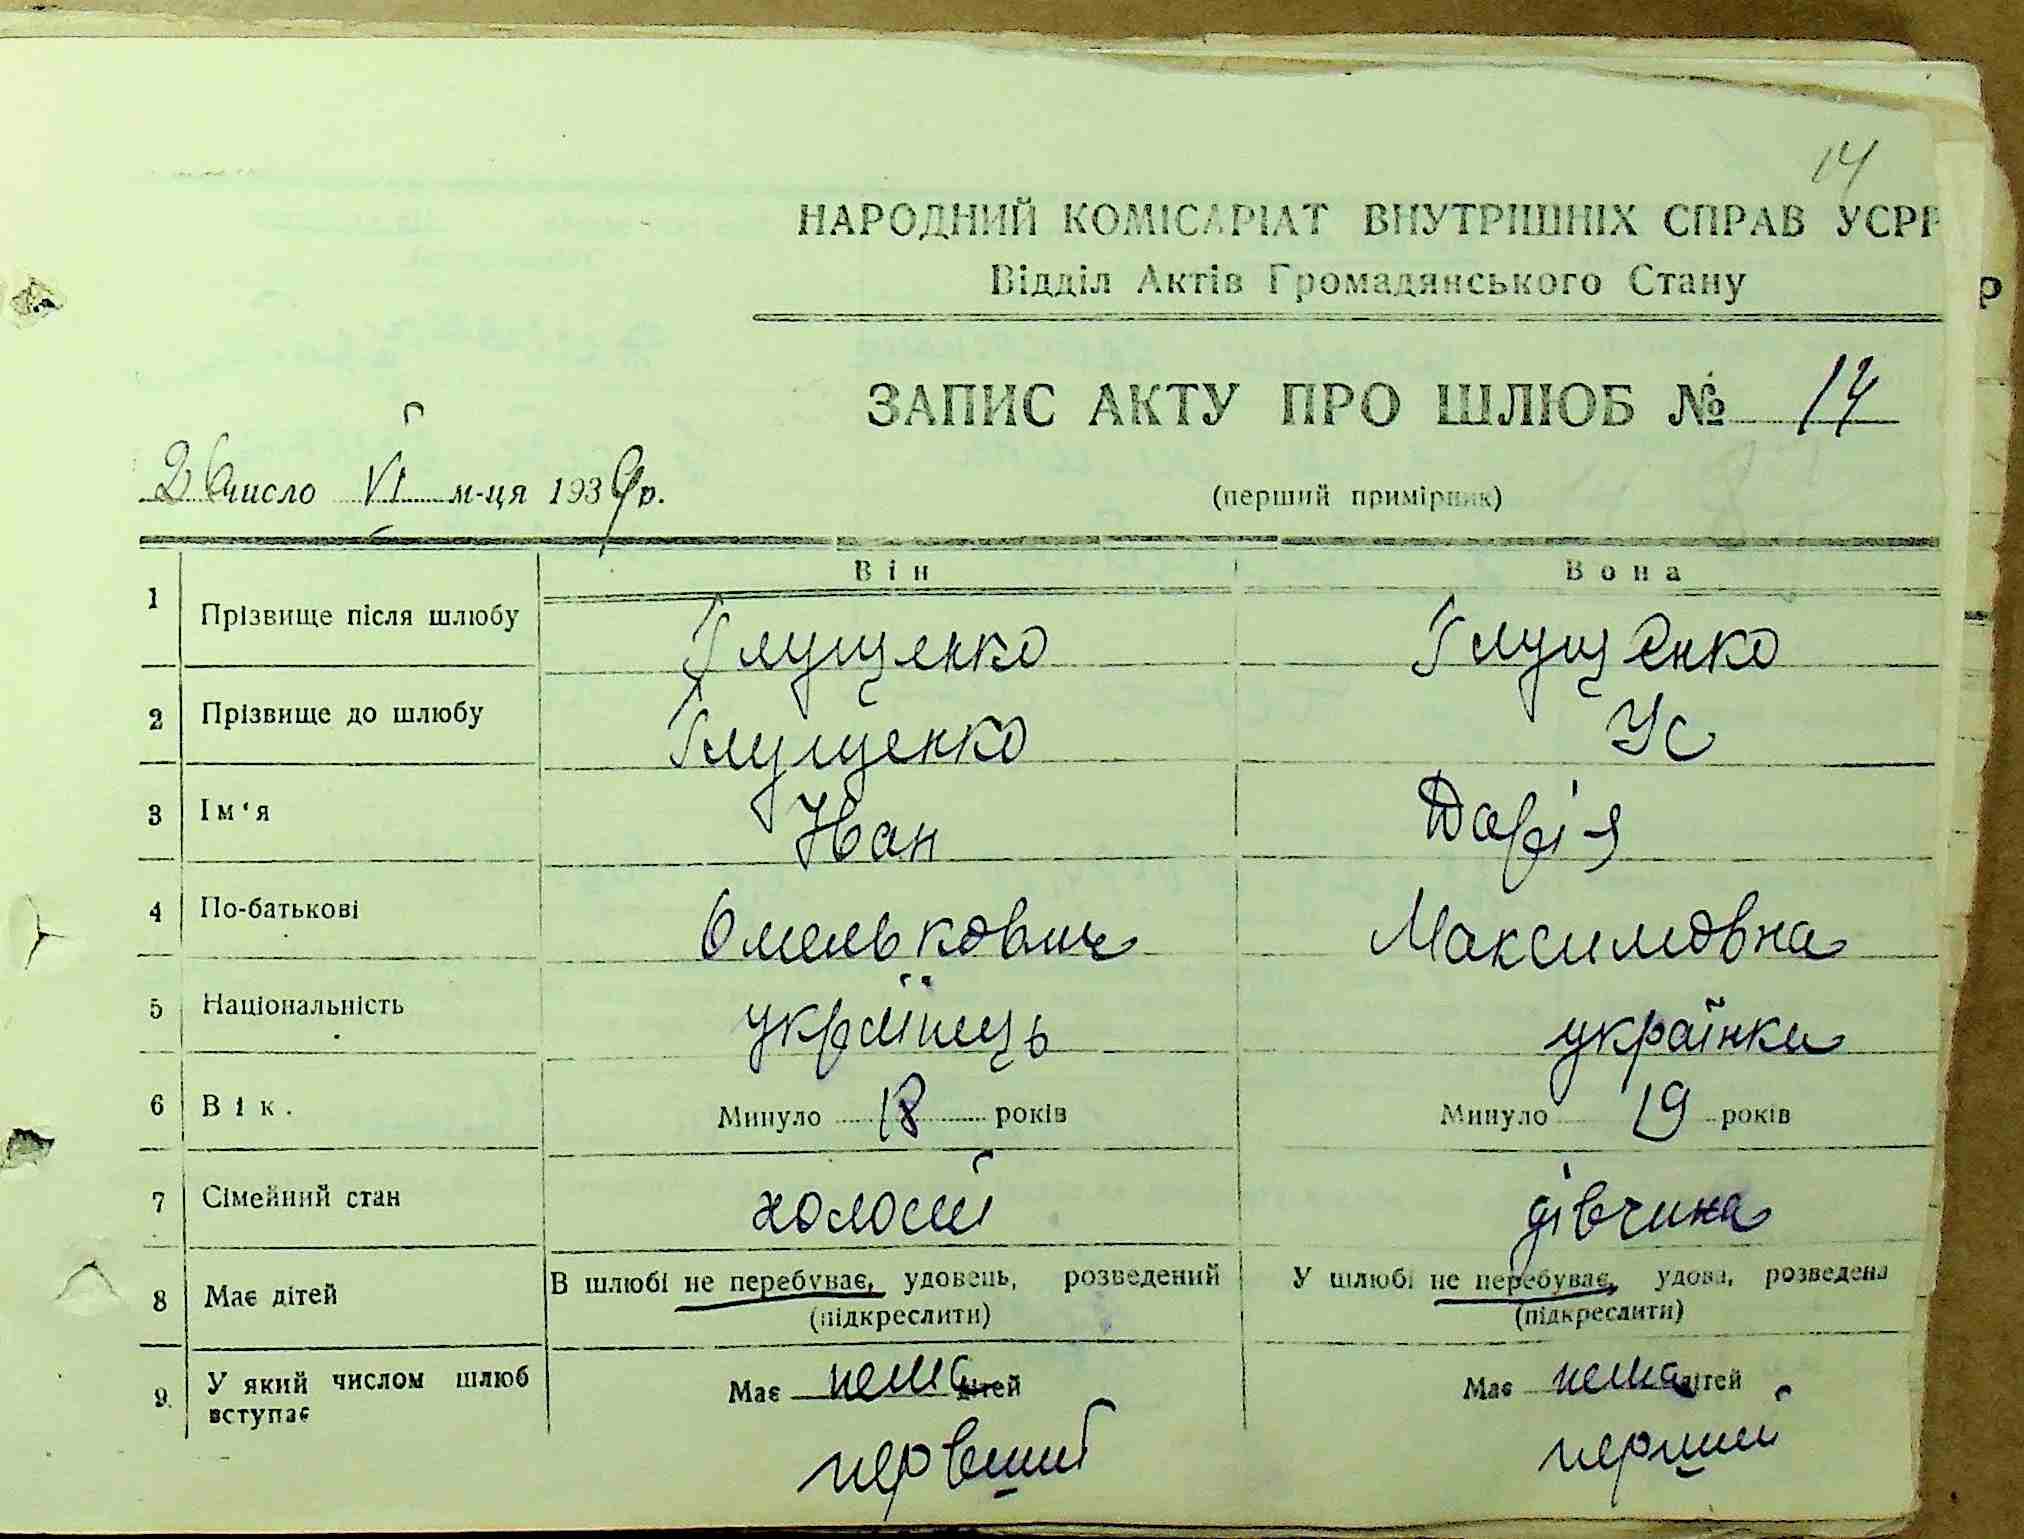 14
НАРОДНИЙ КОМІСАРІАТ ВНУТРІШНІХ СПРАВ УСРР
Відділ Актів Громадянського Стану
Р
ЗАПИС АКТУ ПРО ШЛЮБ № 14
26 число VI м-ця 1939 р.
(перший примірник)
Він Вона
1 Прізвище після шлюбу Глущенко Глущенко
2 Прізвище до шлюбу Глущенко Ус
3 Ім'я Іван Дарія
4 По-батькові Омелькович Максимовна
5 Національність українець українка
6 Вік. Минуло 18 років Минуло 19 років
7 Сімейний стан холостій дівчина
8 Має дітей В шлюбі не перебуває, удовець, розведений У шлюбі не перебуває, удова, розведена
(підкреслити) (підкреслити)
9 У який числом шлюб вступає Має нема дітей Має нема дітей
первший перший